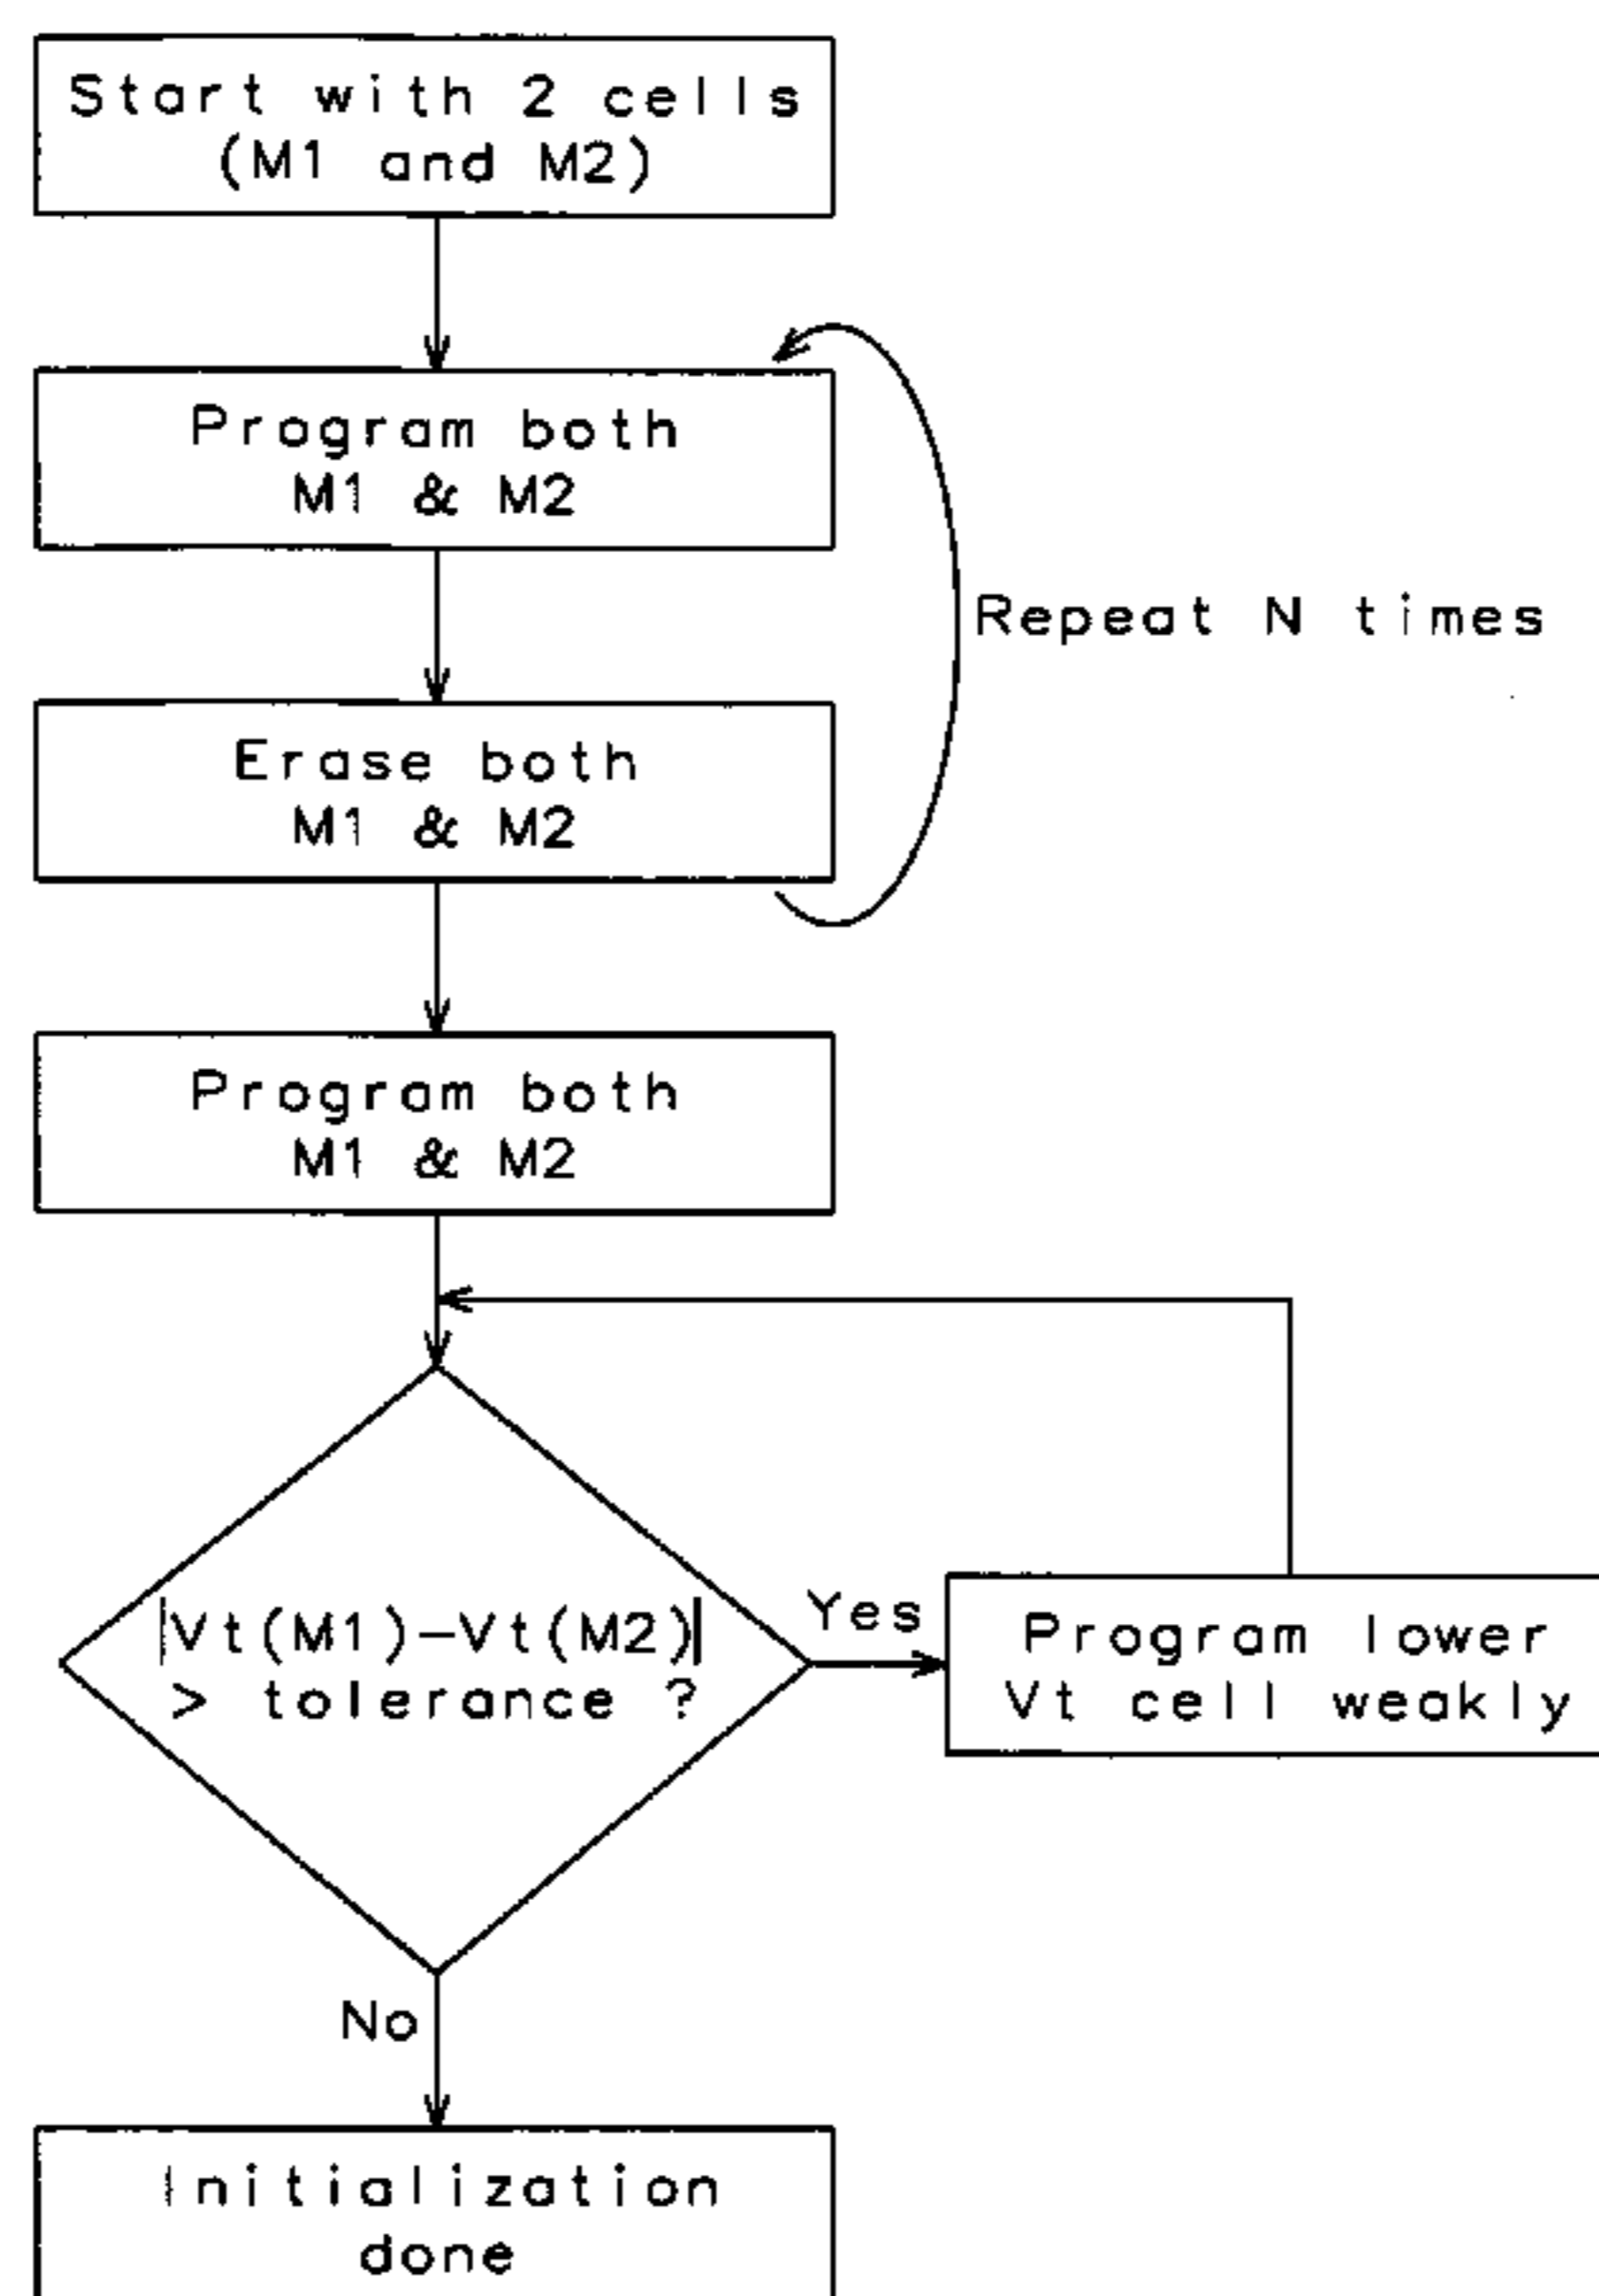 Start with 2 cells
(M1 and M2)
Program both
M1 & M2
Repeat N times
Erase both
M1 & M2
Program both
M1 & M2
|Vt(M1)-Vt(M2)|
> tolerance ?
Yes
Program lower
Vt cell weakly
No
Initialization
done